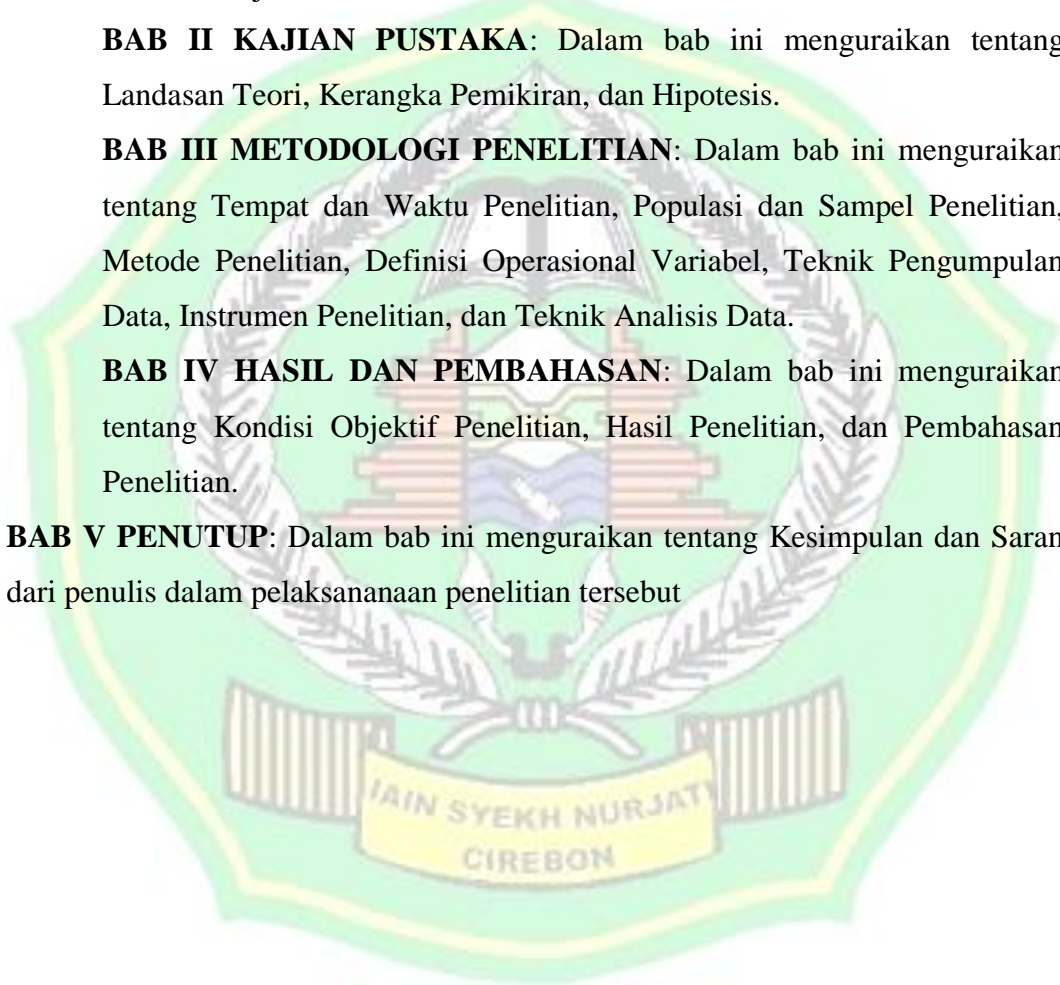 BAB II KAJIAN PUSTAKA: Dalam bab ini menguraikan tentang
Landasan Teori, Kerangka Pemikiran, dan Hipotesis.
BAB III METODOLOGI PENELITIAN: Dalam bab ini menguraikan
tentang Tempat dan Waktu Penelitian, Populasi dan Sampel Penelitian,
Metode Penelitian, Definisi Operasional Variabel, Teknik Pengumpulan
Data, Instrumen Penelitian, dan Teknik Analisis Data.
BAB IV HASIL DAN PEMBAHASAN: Dalam bab ini menguraikan
tentang Kondisi Objektif Penelitian, Hasil Penelitian, dan Pembahasan
Penelitian.
BAB V PENUTUP: Dalam bab ini menguraikan tentang Kesimpulan dan Saran
dari penulis dalam pelaksananaan penelitian tersebut
IAIN SYEKH NURJATI
CIREBON